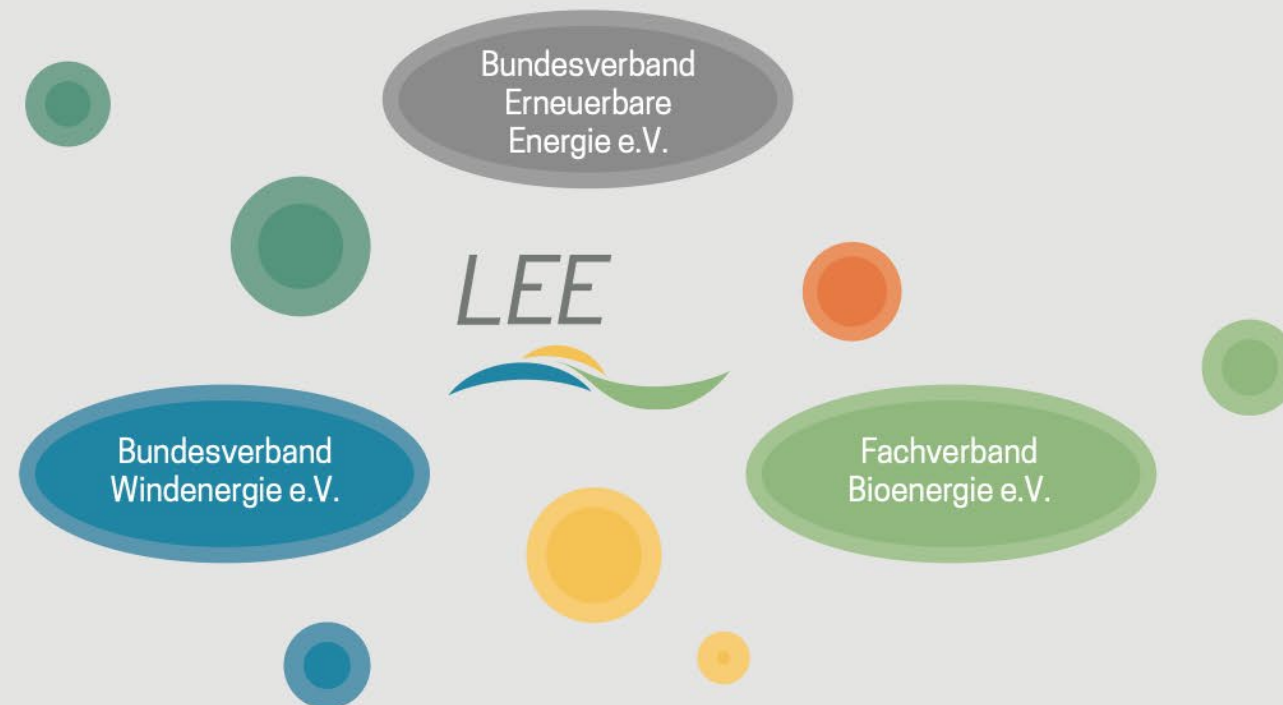 Bundesverband
Erneuerbare
Energie e.V.
LEE
Bundesverband
Windenergie e.V.
Fachverband
Bioenergie e.V.